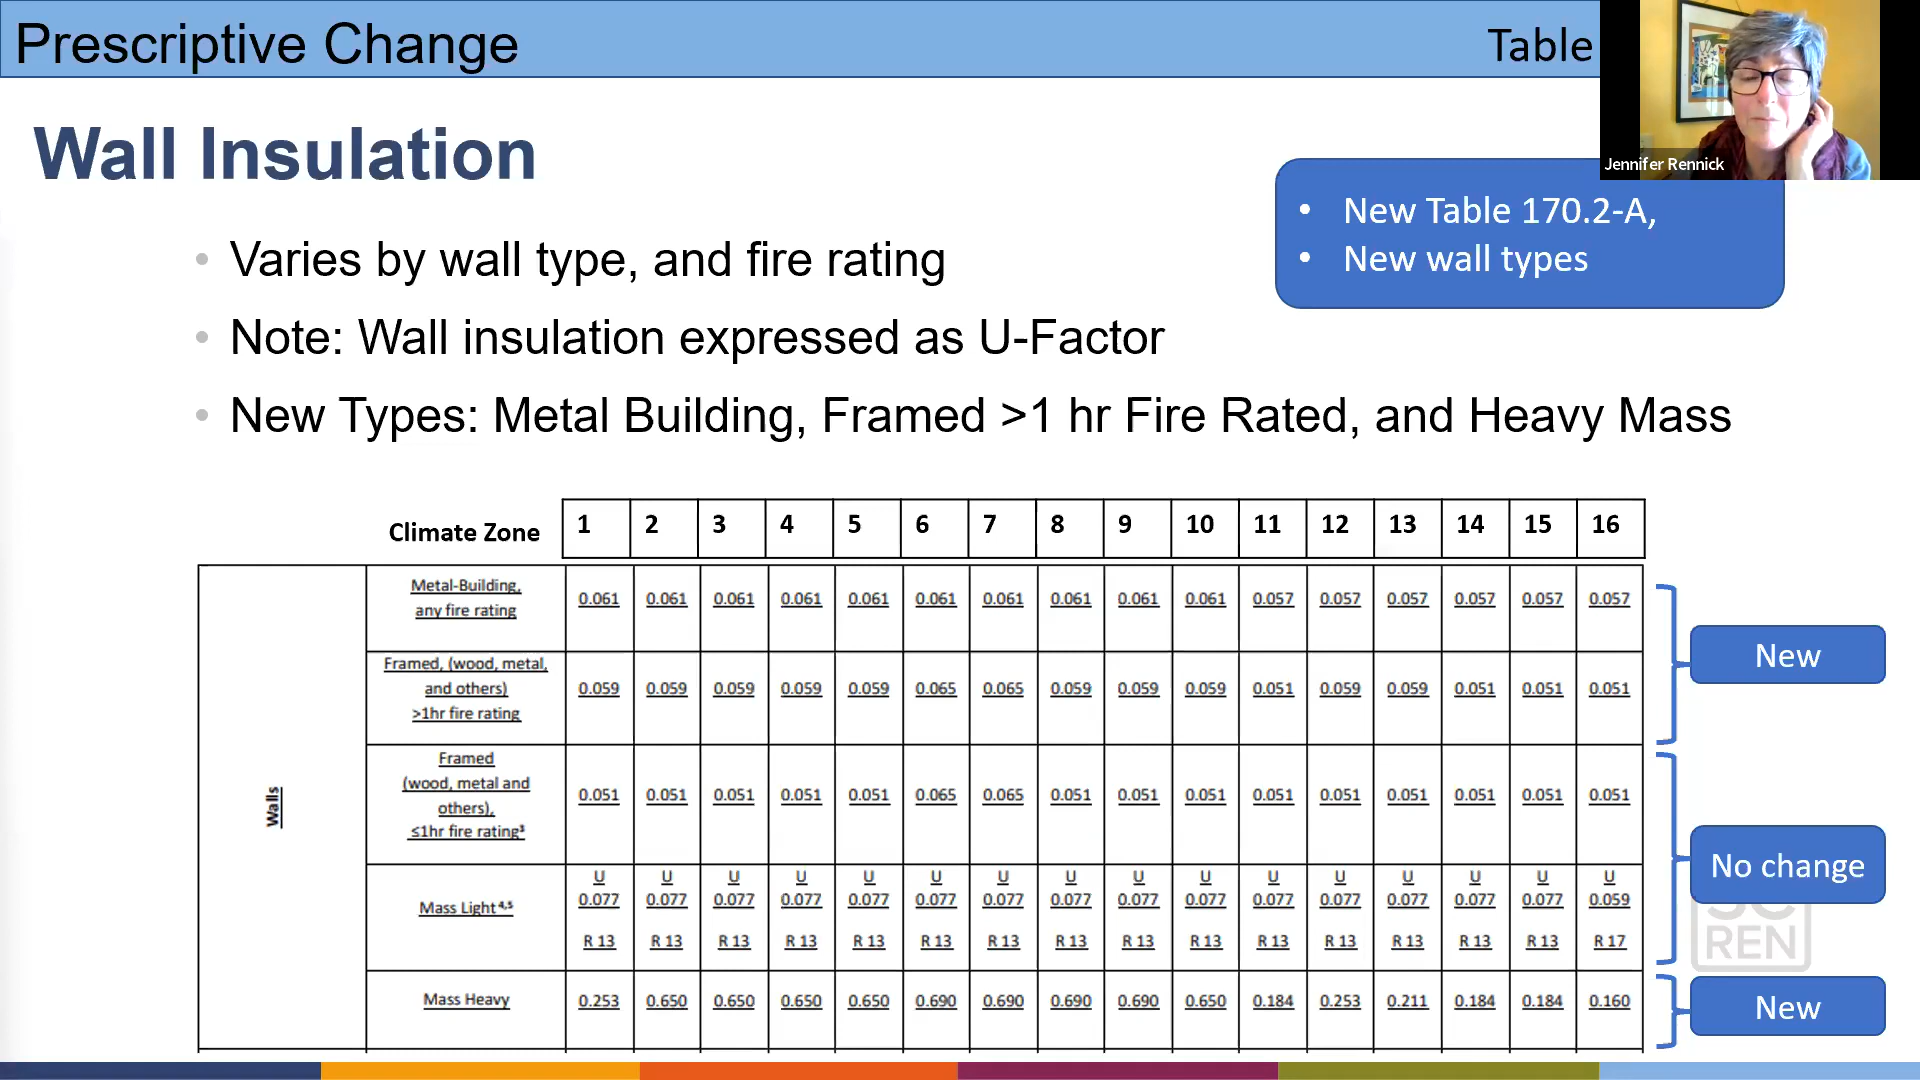 Prescriptive Change
Table
Jennifer Rennick
Wall Insulation
• New Table 170.2-A,
• New wall types
• Varies by wall type, and fire rating
• Note: Wall insulation expressed as U-Factor
• New Types: Metal Building, Framed >1 hr Fire Rated, and Heavy Mass
Climate Zone 1 2 3 4 5 6 7 8 9 10 11 12 13 14 15 16
Walls
Metal-Building,
any fire rating
0.061 0.061 0.061 0.061 0.061 0.061 0.061 0.061 0.061 0.061 0.057 0.057 0.057 0.057 0.057 0.057
Framed, (wood, metal,
and others)
>1hr fire rating
0.059 0.059 0.059 0.059 0.059 0.065 0.065 0.059 0.059 0.059 0.051 0.059 0.059 0.051 0.051 0.051
New
Framed
(wood, metal and
others),
≤1hr fire rating³
0.051 0.051 0.051 0.051 0.051 0.065 0.065 0.051 0.051 0.051 0.051 0.051 0.051 0.051 0.051 0.051
Mass Light⁴,⁵
U U U U U U U U U U U U U U U U
0.077 0.077 0.077 0.077 0.077 0.077 0.077 0.077 0.077 0.077 0.077 0.077 0.077 0.077 0.077 0.059
R 13 R 13 R 13 R 13 R 13 R 13 R 13 R 13 R 13 R 13 R 13 R 13 R 13 R 13 R 13 R 17
No change
REN
Mass Heavy 0.253 0.650 0.650 0.650 0.650 0.690 0.690 0.690 0.690 0.650 0.184 0.253 0.211 0.184 0.184 0.160
New